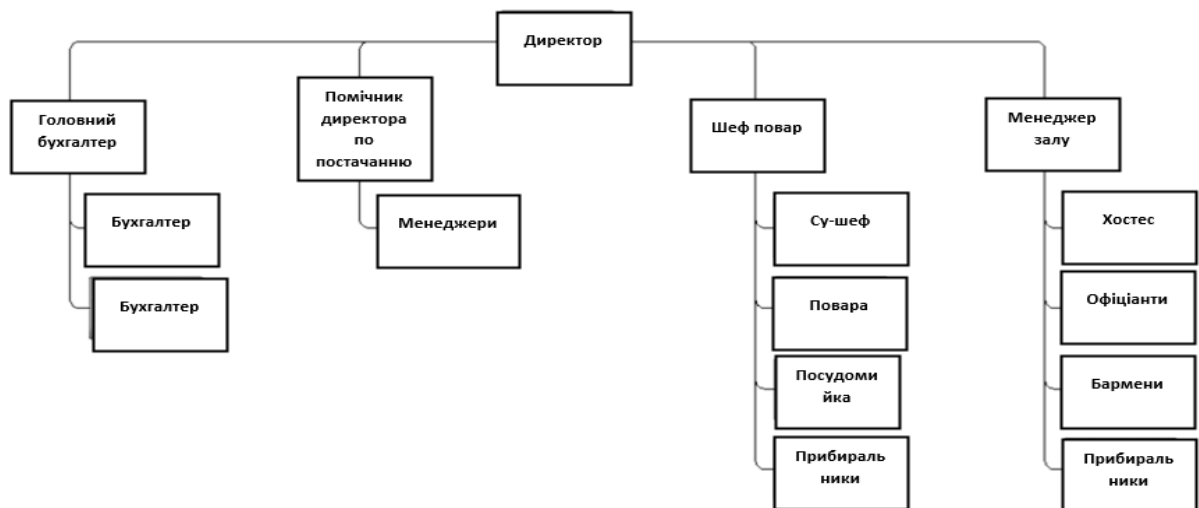 Директор
Головний
бухгалтер
Помічник
директора
по
постачанню
Шеф повар
Менеджер
залу
Бухгалтер
Бухгалтер
Менеджери
Су-шеф
Повара
Посудоми
йка
Прибираль
ники
Хостес
Офіціанти
Бармени
Прибираль
ники